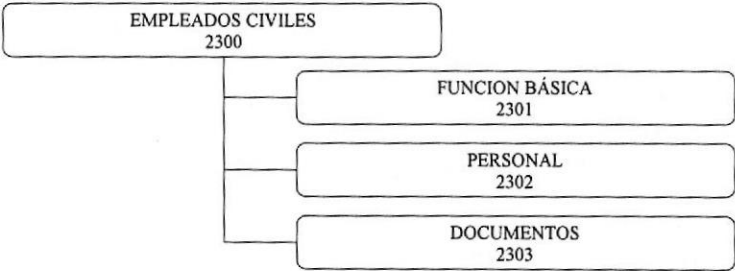 EMPLEADOS CIVILES
2300
FUNCION BÁSICA
2301
PERSONAL
2302
DOCUMENTOS
2303